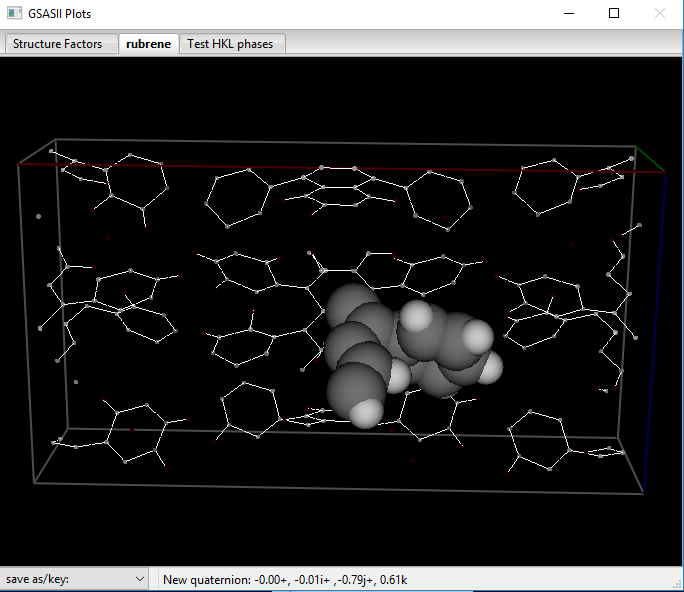 GSASII Plots
Structure Factors
rubrene
Test HKL phases
save as/key:
New quaternion: -0.00+, -0.01i+ ,-0.79j+, 0.61k